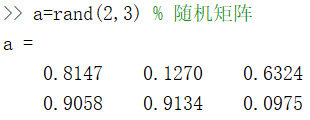 >> a=rand(2,3) % 随机矩阵
a =
0.8147 0.1270 0.6324
0.9058 0.9134 0.0975